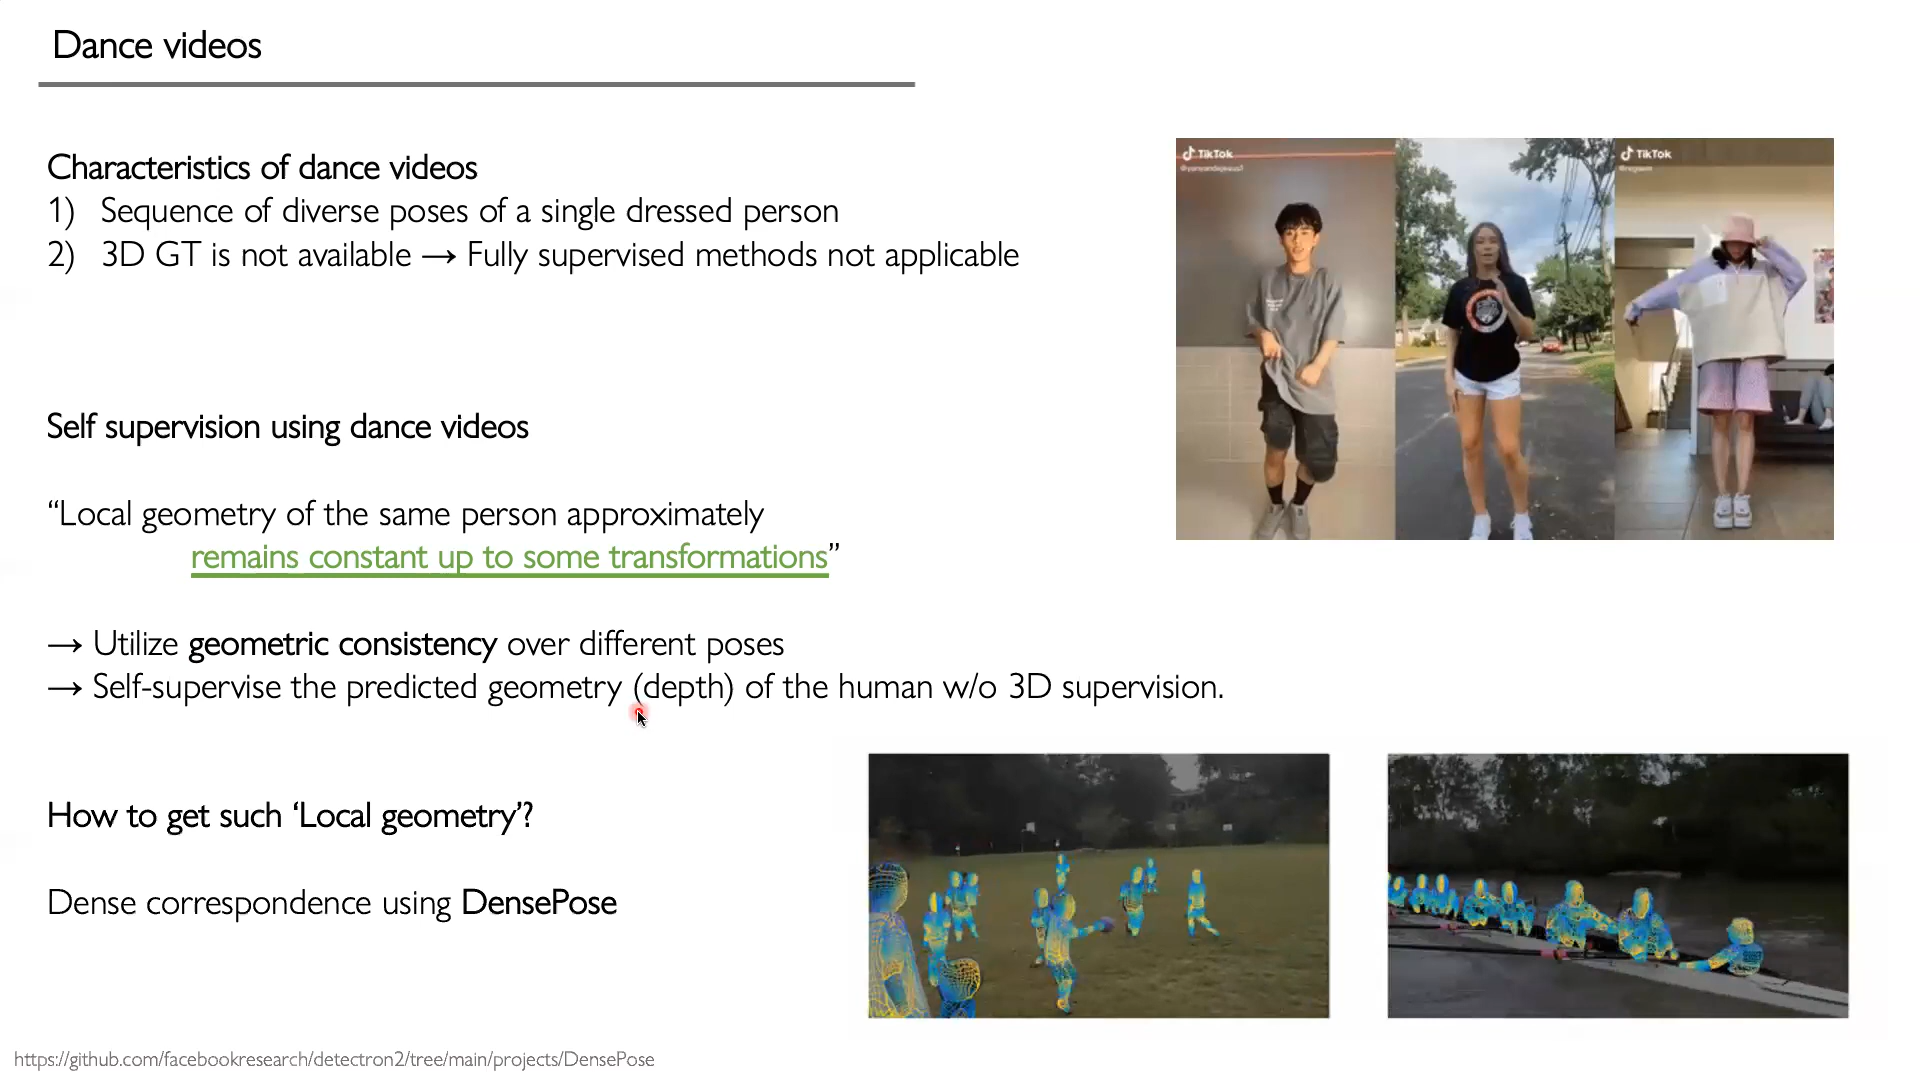 Dance videos
Characteristics of dance videos
1) Sequence of diverse poses of a single dressed person
2) 3D GT is not available → Fully supervised methods not applicable
TikTok
TikTok
Self supervision using dance videos
“Local geometry of the same person approximately
remains constant up to some transformations”
→ Utilize geometric consistency over different poses
→ Self-supervise the predicted geometry (depth) of the human w/o 3D supervision.
How to get such ‘Local geometry’?
Dense correspondence using DensePose
https://github.com/facebookresearch/detectron2/tree/main/projects/DensePose